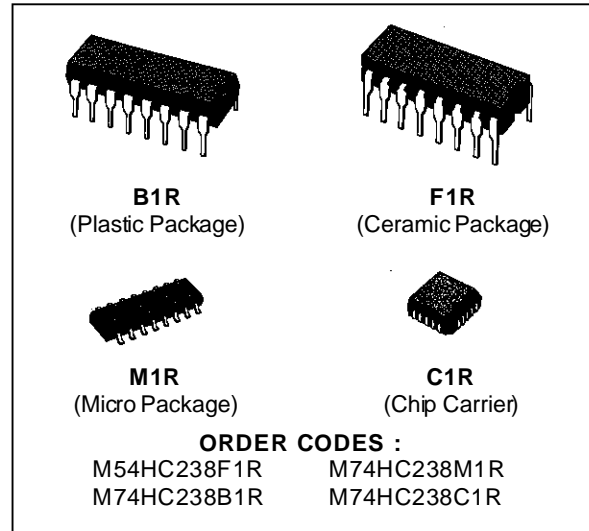 B1R
(Plastic Package)
F1R
(Ceramic Package)
M1R
(Micro Package)
C1R
(Chip Carrier)
ORDER CODES :
M54HC238F1R M74HC238M1R
M74HC238B1R M74HC238C1R